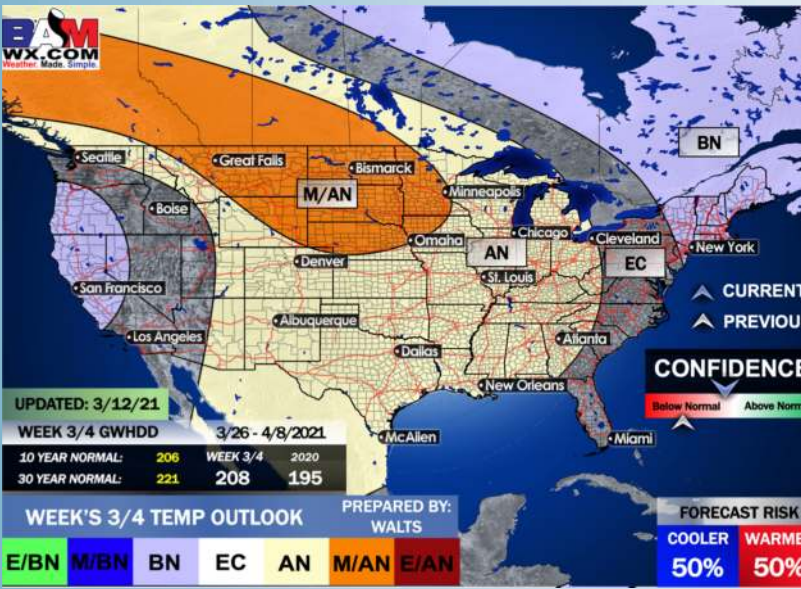 BAM
WX.COM
Weather. Made. Simple.
BN
Seattle
Great Falls
Bismarck
M/AN
Minneapolis
Boise
Omaha
Chicago
Cleveland
New York
AN
EC
Denver
St. Louis
San Francisco
CURRENT
PREVIOU
Albuquerque
Los Angeles
Atlanta
Dallas
CONFIDENCE
New Orleans
Below Normal
Above Norm
UPDATED: 3/12/21
WEEK 3/4 GWHDD 3/26 - 4/8/2021
McAllen
Miami
10 YEAR NORMAL: 206 WEEK 3/4 2020
30 YEAR NORMAL: 221 208 195
WEEK'S 3/4 TEMP OUTLOOK
PREPARED BY:
WALTS
FORECAST RISK
COOLER WARME
50% 50%
E/BN M/BN BN EC AN M/AN E/AN